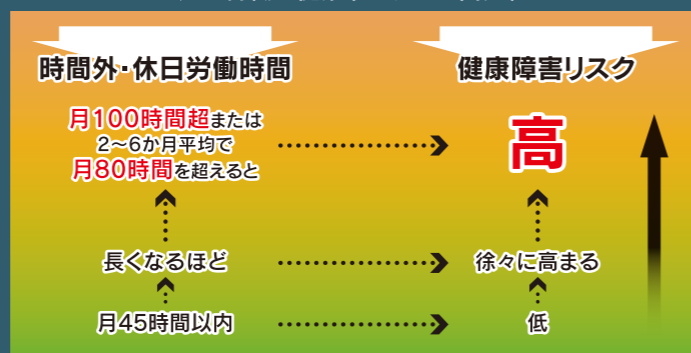 時間外・休日労働時間
健康障害リスク
月100時間超または
2〜6か月平均で
月80時間を超えると
高
長くなるほど
徐々に高まる
月45時間以内
低